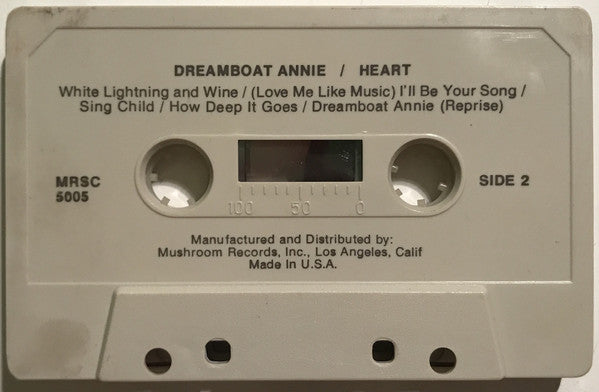 DREAMBOAT ANNIE / HEART
White Lightning and Wine / (Love Me Like Music) I'll Be Your Song /
Sing Child / How Deep It Goes / Dreamboat Annie (Reprise)
MRSC
5005
SIDE 2
100 50 0
Manufactured and Distributed by:
Mushroom Records, Inc., Los Angeles, Calif
Made In U.S.A.